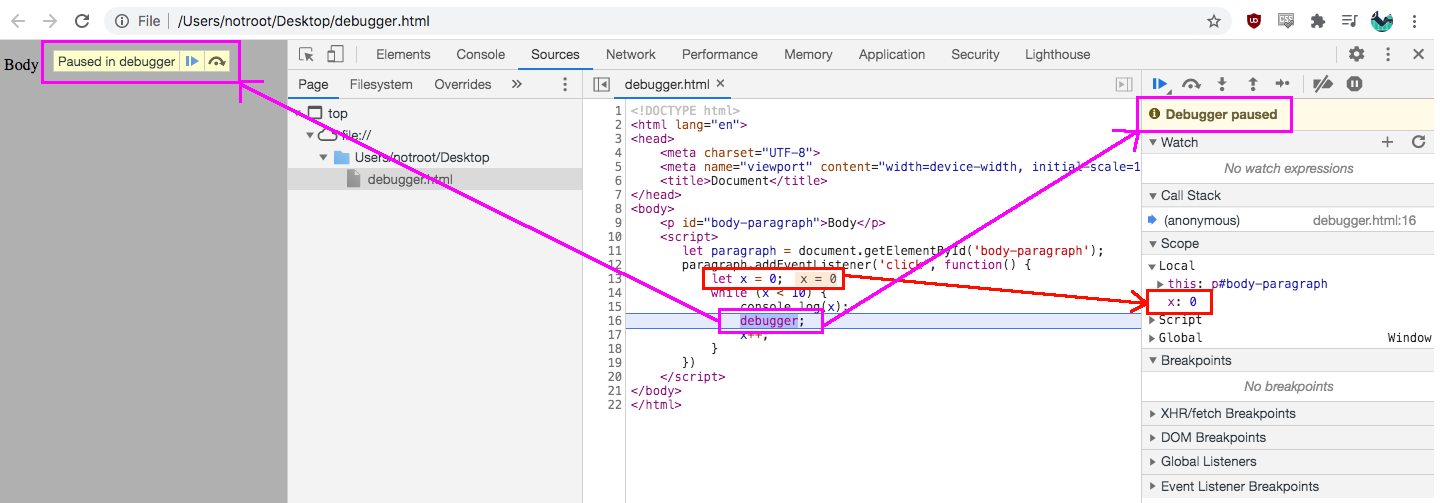 File | /Users/notroot/Desktop/debugger.html
Body
Paused in debugger
Elements Console Sources Network Performance Memory Application Security Lighthouse
Page Filesystem Overrides »
top
file://
Users/notroot/Desktop
debugger.html
debugger.html ×
1 <!DOCTYPE html>
2 <html lang="en">
3 <head>
4 <meta charset="UTF-8">
5 <meta name="viewport" content="width=device-width, initial-scale=1
6 <title>Document</title>
7 </head>
8 <body>
9 <p id="body-paragraph">Body</p>
10 <script>
11 let paragraph = document.getElementById('body-paragraph');
12 paragraph.addEventListener('click', function() {
13 let x = 0; x = 0
14 while (x < 10) {
15 console.log(x);
16 debugger;
17 x++;
18 }
19 })
20 </script>
21 </body>
22 </html>
Debugger paused
Watch
No watch expressions
Call Stack
(anonymous) debugger.html:16
Scope
Local
this: p#body-paragraph
x: 0
Script
Global Window
Breakpoints
No breakpoints
XHR/fetch Breakpoints
DOM Breakpoints
Global Listeners
Event Listener Breakpoints